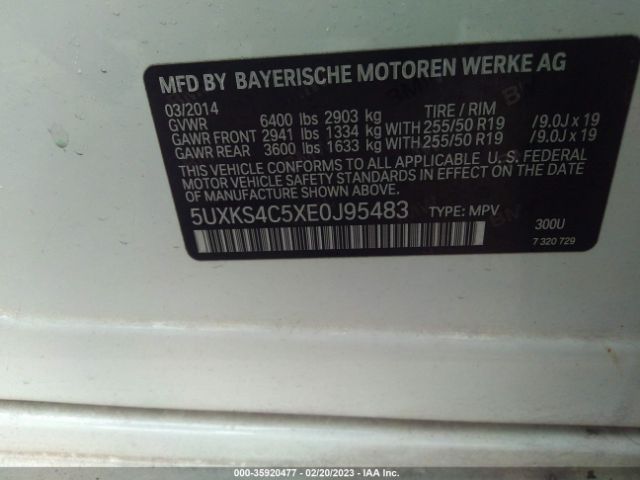 MFD BY BAYERISCHE MOTOREN WERKE AG
03/2014
GVWR 6400 lbs 2903 kg TIRE / RIM
GAWR FRONT 2941 lbs 1334 kg WITH 255/50 R19 /9.0J x 19
GAWR REAR 3600 lbs 1633 kg WITH 255/50 R19 /9.0J x 19
THIS VEHICLE CONFORMS TO ALL APPLICABLE U. S. FEDERAL
MOTOR VEHICLE SAFETY STANDARDS IN EFFECT ON THE
DATE OF MANUFACTURE SHOWN ABOVE.
5UXKS4C5XE0J95483 TYPE: MPV
300U
7 320 729
000-35920477 - 02/20/2023 - IAA Inc.